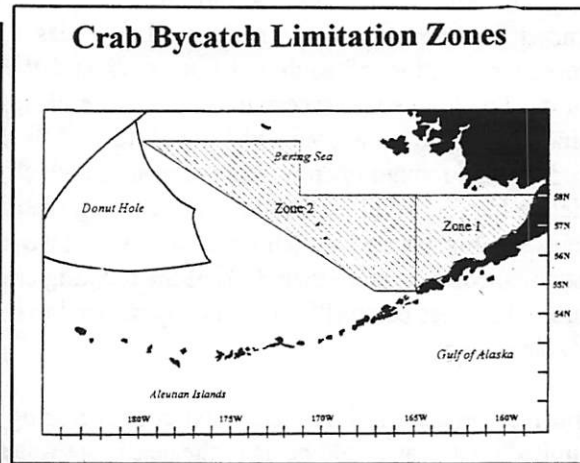 Crab Bycatch Limitation Zones
Bering Sea
Donut Hole
Zone 2
Zone 1
58N
57N
56N
55N
54N
Gulf of Alaska
Aleutian Islands
180W 175W 170W 165W 160W